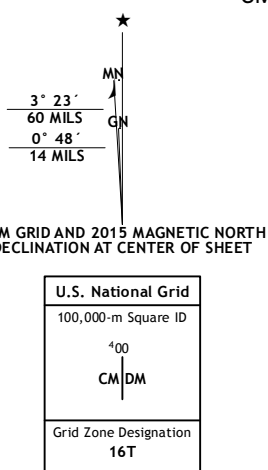 MN
3° 23´
60 MILS
GN
0° 48´
14 MILS
M GRID AND 2015 MAGNETIC NORTH
DECLINATION AT CENTER OF SHEET
U.S. National Grid
100,000-m Square ID
⁴00
CM DM
Grid Zone Designation
16T